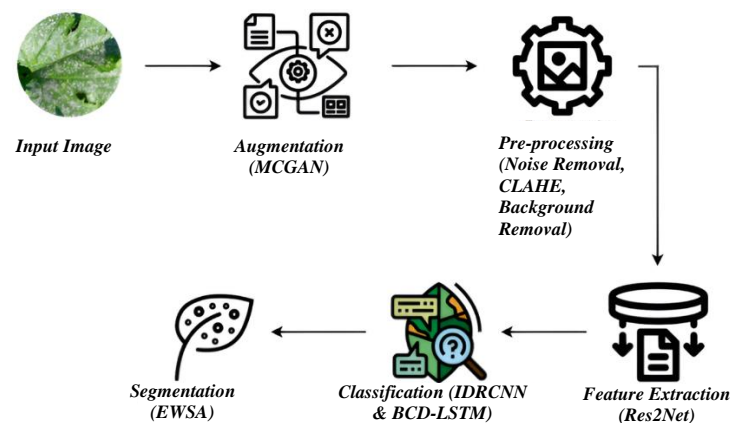 Input Image
Augmentation
(MCGAN)
Pre-processing
(Noise Removal,
CLAHE,
Background
Removal)
Segmentation
(EWSA)
Classification (IDRCNN
& BCD-LSTM)
Feature Extraction
(Res2Net)